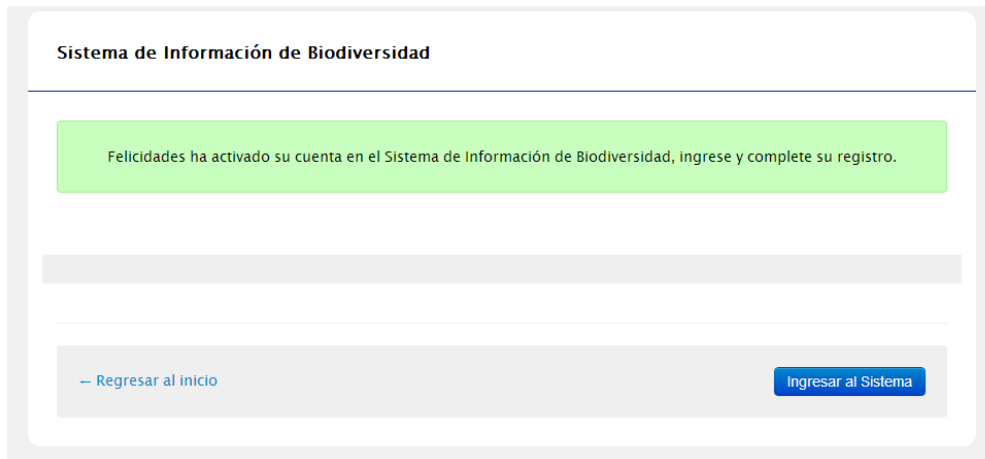 Sistema de Información de Biodiversidad
Felicidades ha activado su cuenta en el Sistema de Información de Biodiversidad, ingrese y complete su registro.
← Regresar al inicio
Ingresar al Sistema